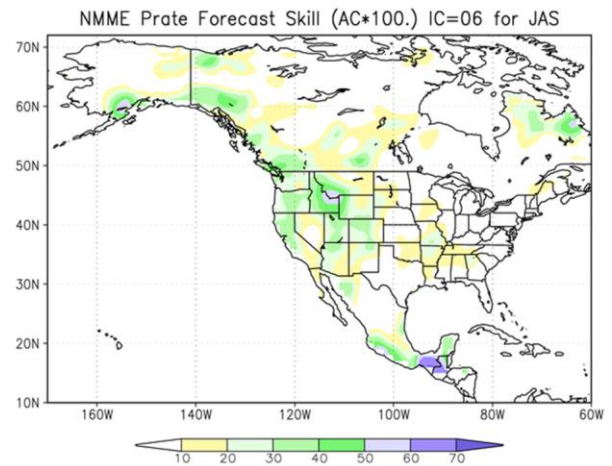 NMME Prate Forecast Skill (AC*100.) IC=06 for JAS
70N
60N
50N
40N
30N
20N
10N
160W 140W 120W 100W 80W 60W
10 20 30 40 50 60 70